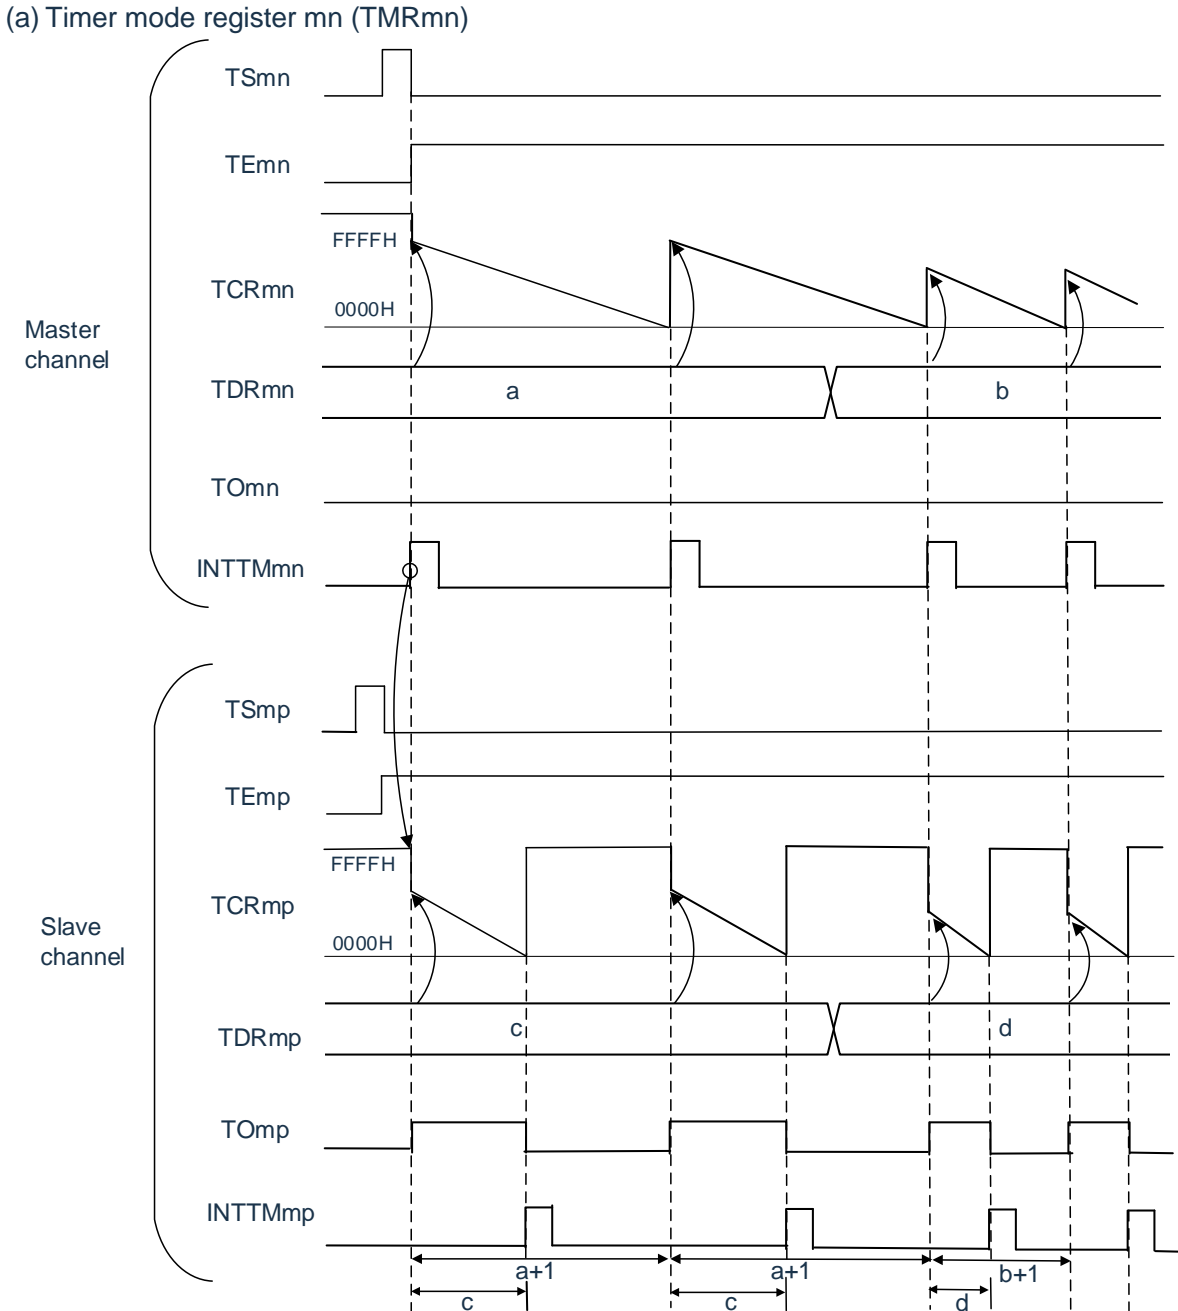 (a) Timer mode register mn (TMRmn)
TSmn
TEmn
FFFFH
TCRmn
0000H
Master
channel
TDRmn
a
b
TOmn
INTTMmn
TSmp
TEmp
FFFFH
TCRmp
0000H
Slave
channel
TDRmp
c
d
TOmp
INTTMmp
a+1
a+1
b+1
c
c
d